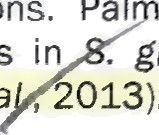 ons. Palm
s in S. g
al., 2013)